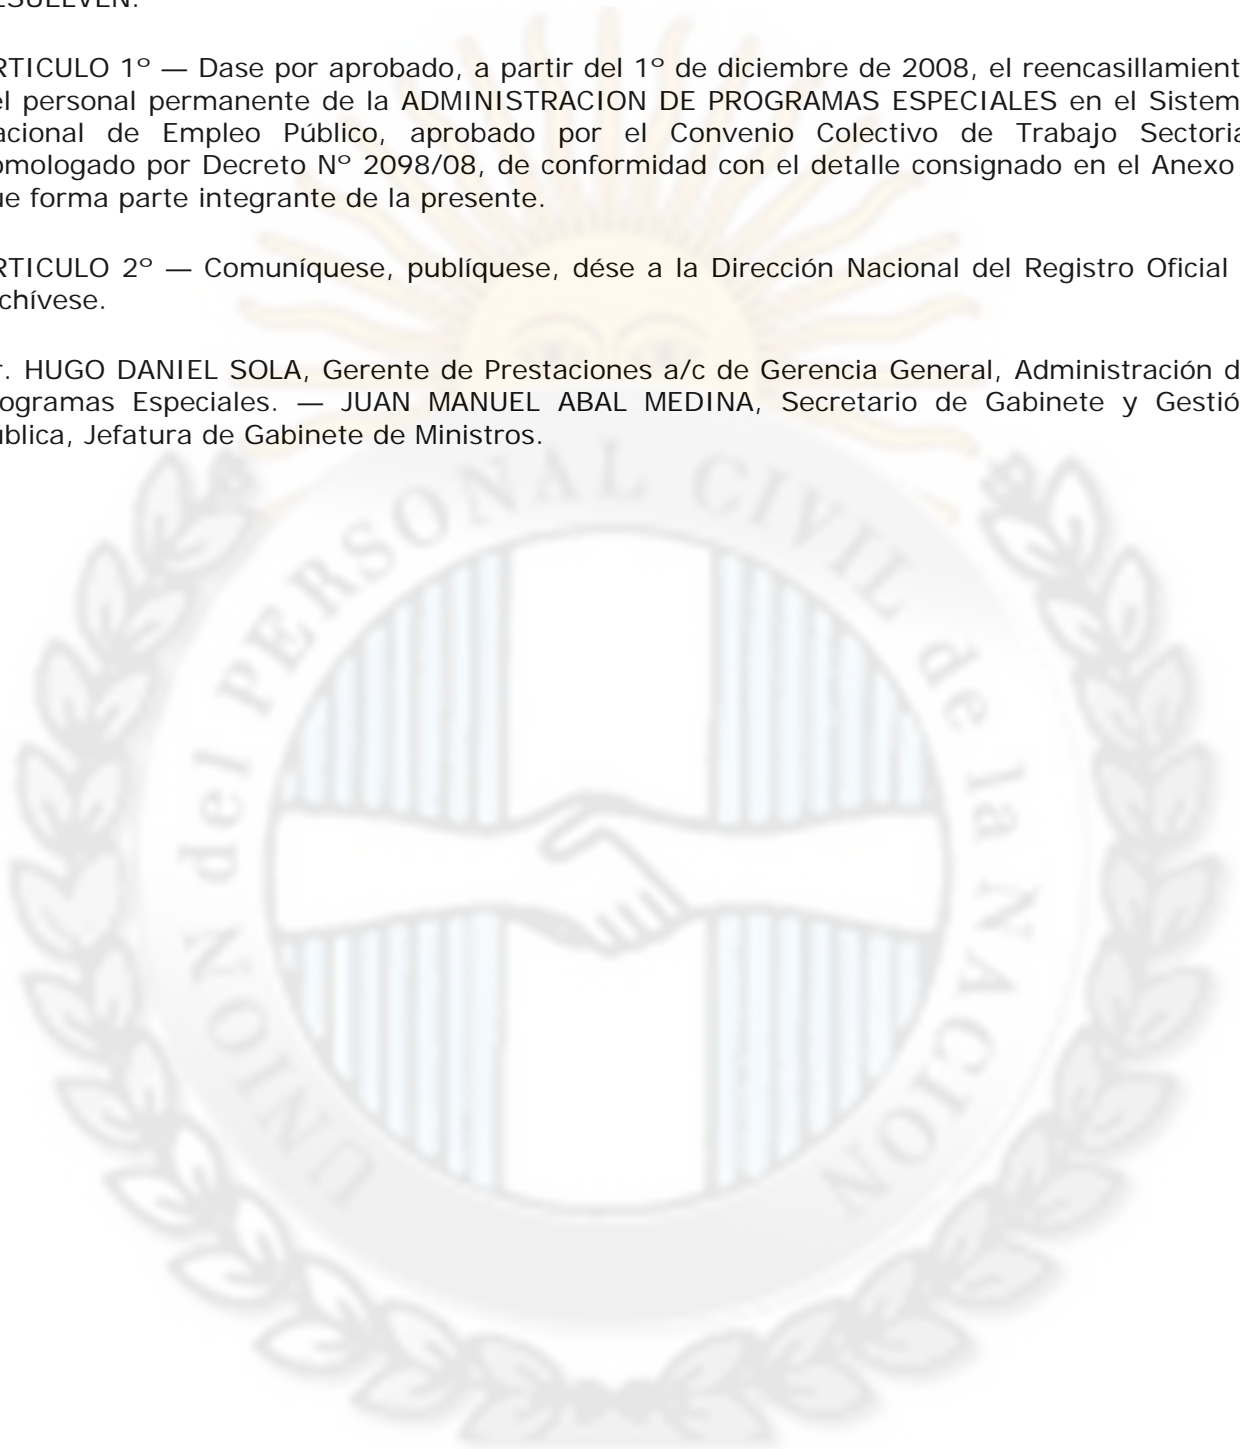 ESUELVEN:
RTICULO 1º — Dase por aprobado, a partir del 1º de diciembre de 2008, el reencasillamient
el personal permanente de la ADMINISTRACION DE PROGRAMAS ESPECIALES en el Sistem
acional de Empleo Público, aprobado por el Convenio Colectivo de Trabajo Sectoria
omologado por Decreto Nº 2098/08, de conformidad con el detalle consignado en el Anexo
ue forma parte integrante de la presente.
RTICULO 2º — Comuníquese, publíquese, dése a la Dirección Nacional del Registro Oficial
chívese.
r. HUGO DANIEL SOLA, Gerente de Prestaciones a/c de Gerencia General, Administración d
ogramas Especiales. — JUAN MANUEL ABAL MEDINA, Secretario de Gabinete y Gestió
ública, Jefatura de Gabinete de Ministros.
UNION del PERSONAL CIVIL de la NACION